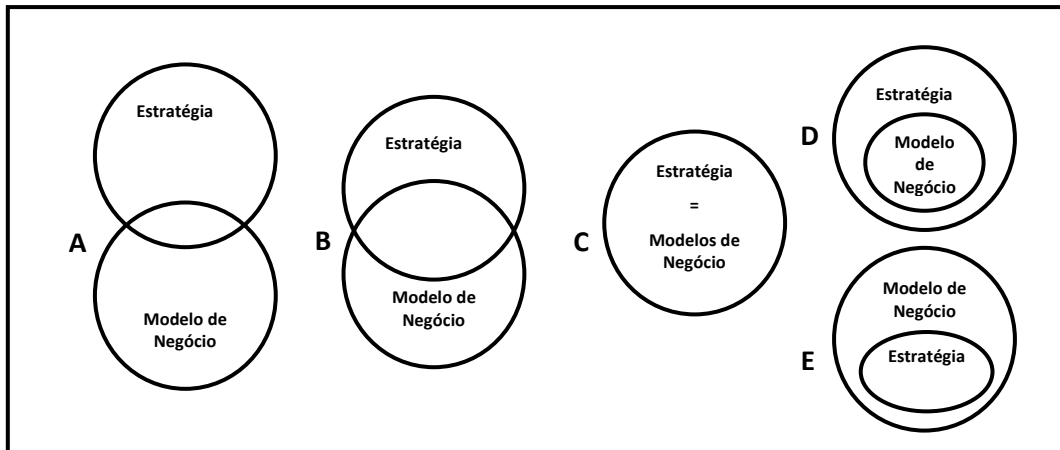 Estratégia
A
Modelo de
Negócio
Estratégia
B
Modelo de
Negócio
Estratégia
=
C
Modelos de
Negócio
Estratégia
D
Modelo
de
Negócio
Modelo de
Negócio
E
Estratégia